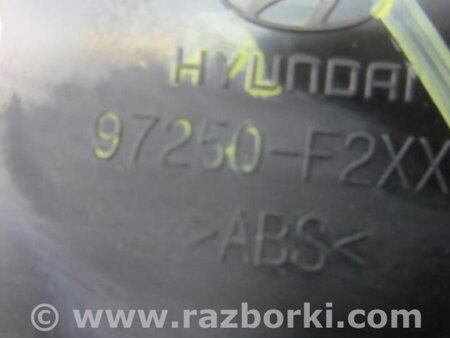 HYUNDAI
97250-F2XX
>ABS<
© www.razborki.com